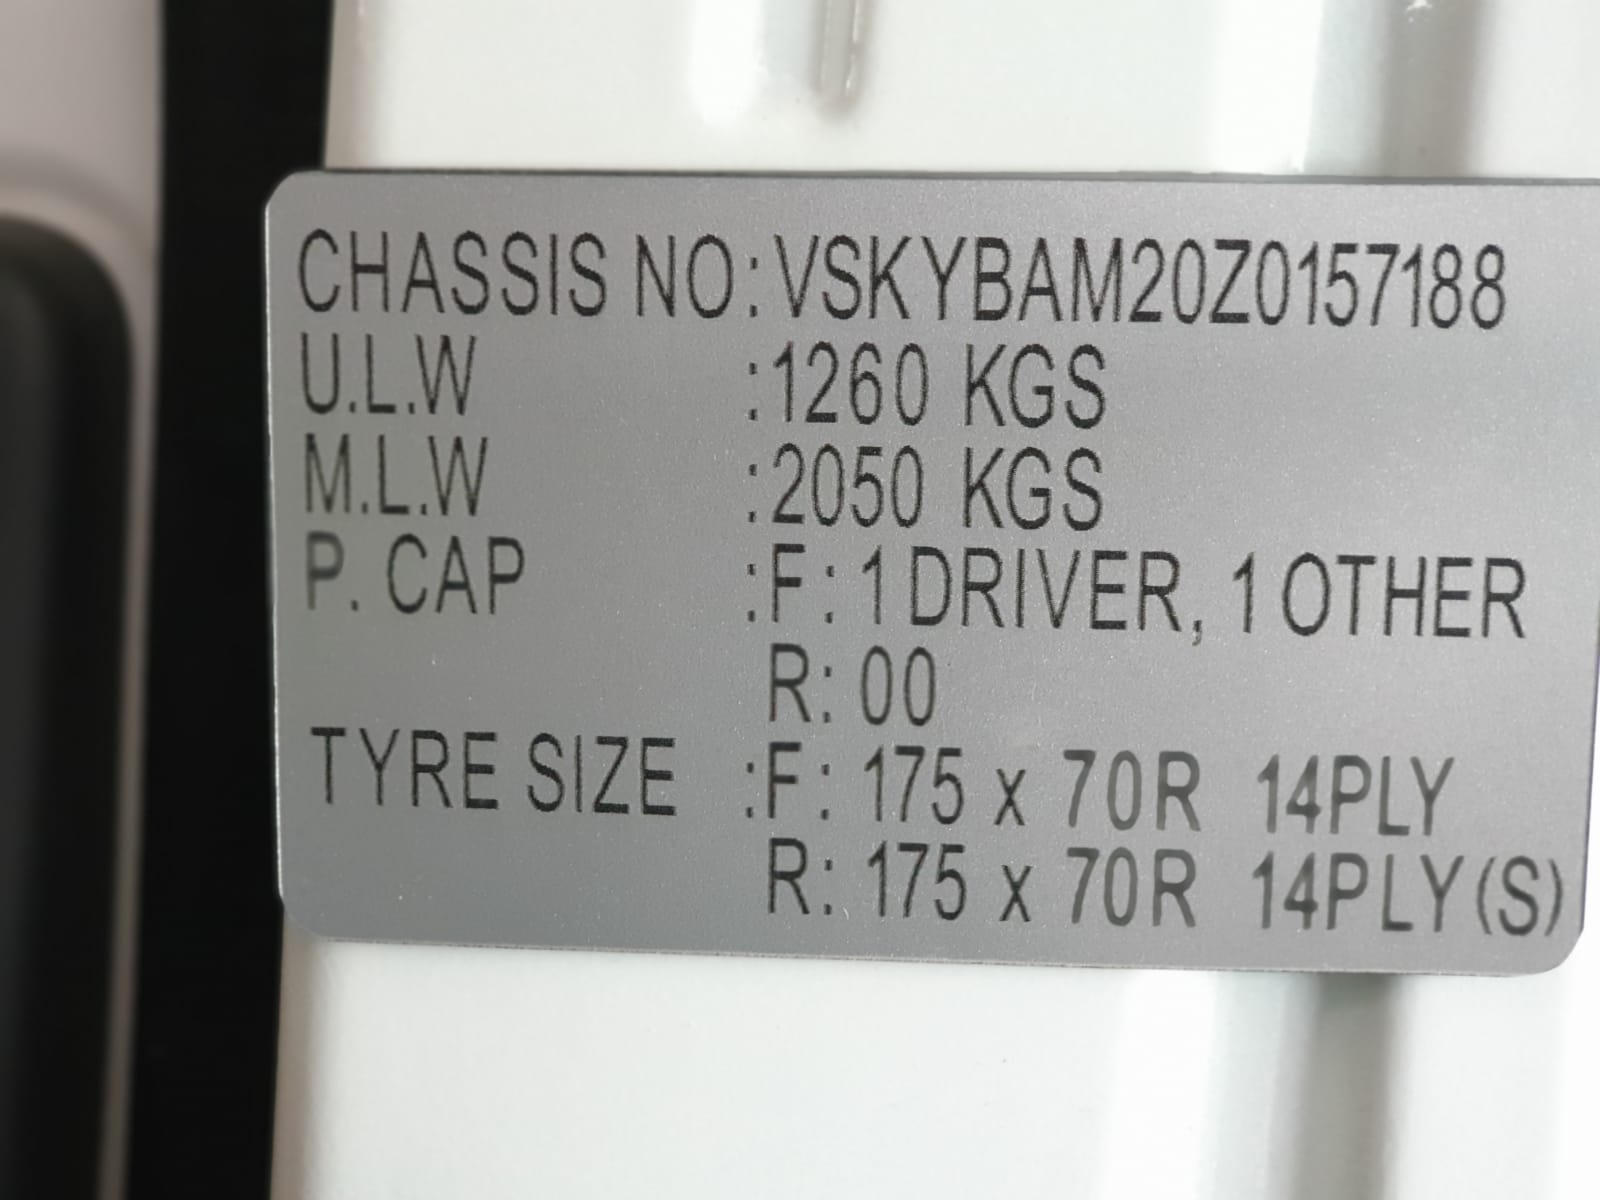 CHASSIS NO: VSKYBAM20Z0157188
U.L.W :1260 KGS
M.L.W :2050 KGS
P. CAP :F: 1 DRIVER, 1 OTHER
R: 00
TYRE SIZE :F: 175 x 70R 14PLY
R: 175 x 70R 14PLY(S)